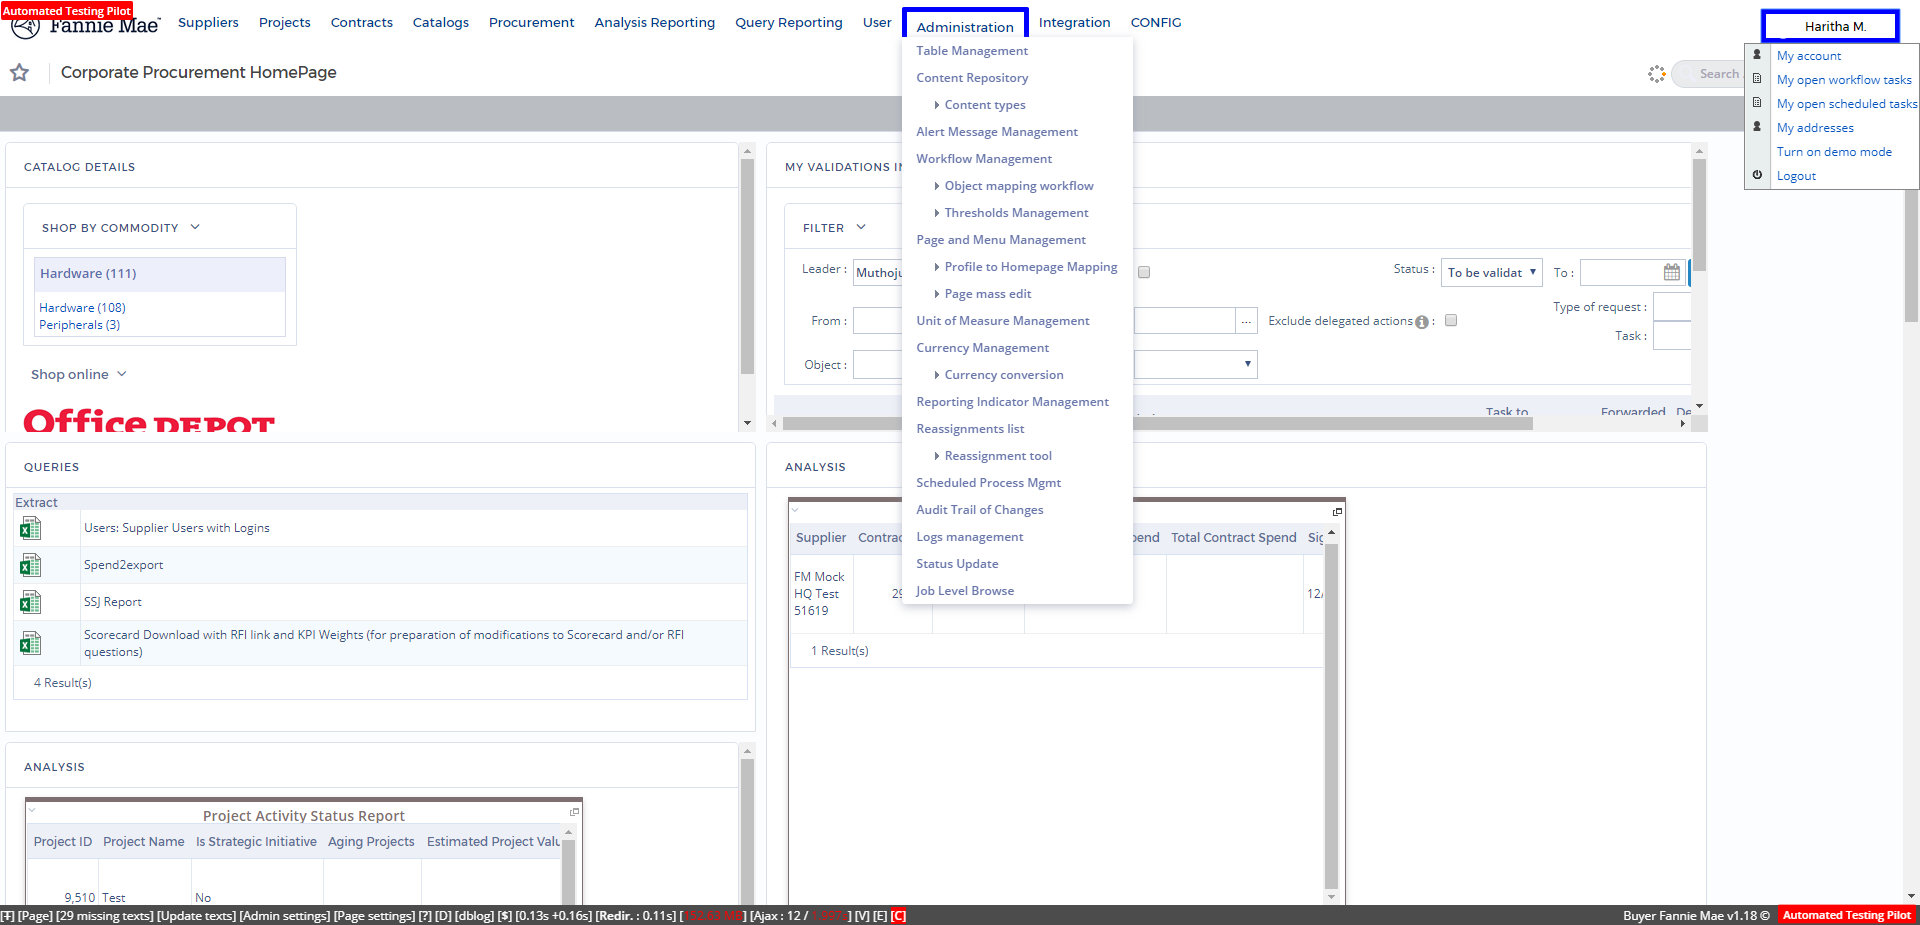 Automated Testing Pilot
Fannie Mae
Suppliers Projects Contracts Catalogs Procurement Analysis Reporting Query Reporting User Administration Integration CONFIG
Haritha M.
My account
My open workflow tasks
My open scheduled tasks
My addresses
Turn on demo mode
Logout
Corporate Procurement HomePage
Search
Table Management
Content Repository
Content types
Alert Message Management
Workflow Management
Object mapping workflow
Thresholds Management
Page and Menu Management
Profile to Homepage Mapping
Page mass edit
Unit of Measure Management
Currency Management
Currency conversion
Reporting Indicator Management
Reassignments list
Reassignment tool
Scheduled Process Mgmt
Audit Trail of Changes
Logs management
Status Update
Job Level Browse
CATALOG DETAILS
SHOP BY COMMODITY
Hardware (111)
Hardware (108)
Peripherals (3)
Shop online
Office DEPOT
MY VALIDATIONS
FILTER
Leader : Muthoju
Status : To be validat To :
From : ... Exclude delegated actions :
Type of request :
Task :
Object :
Task to Forwarded De
QUERIES
Extract
Users: Supplier Users with Logins
Spend2export
SSJ Report
Scorecard Download with RFI link and KPI Weights (for preparation of modifications to Scorecard and/or RFI
questions)
4 Result(s)
ANALYSIS
Supplier Contrac pend Total Contract Spend Sig
FM Mock
HQ Test
51619
29
12/
1 Result(s)
ANALYSIS
Project Activity Status Report
Project ID Project Name Is Strategic Initiative Aging Projects Estimated Project Valu
9,510 Test No
[T] [Page] [29 missing texts] [Update texts] [Admin settings] [Page settings] [?] [D] [dblog] [$] [0.13s +0.16s] [Redir. : 0.11s] [Ajax : 12 / [V] [E] [C]
Buyer Fannie Mae v1.18 © Automated Testing Pilot